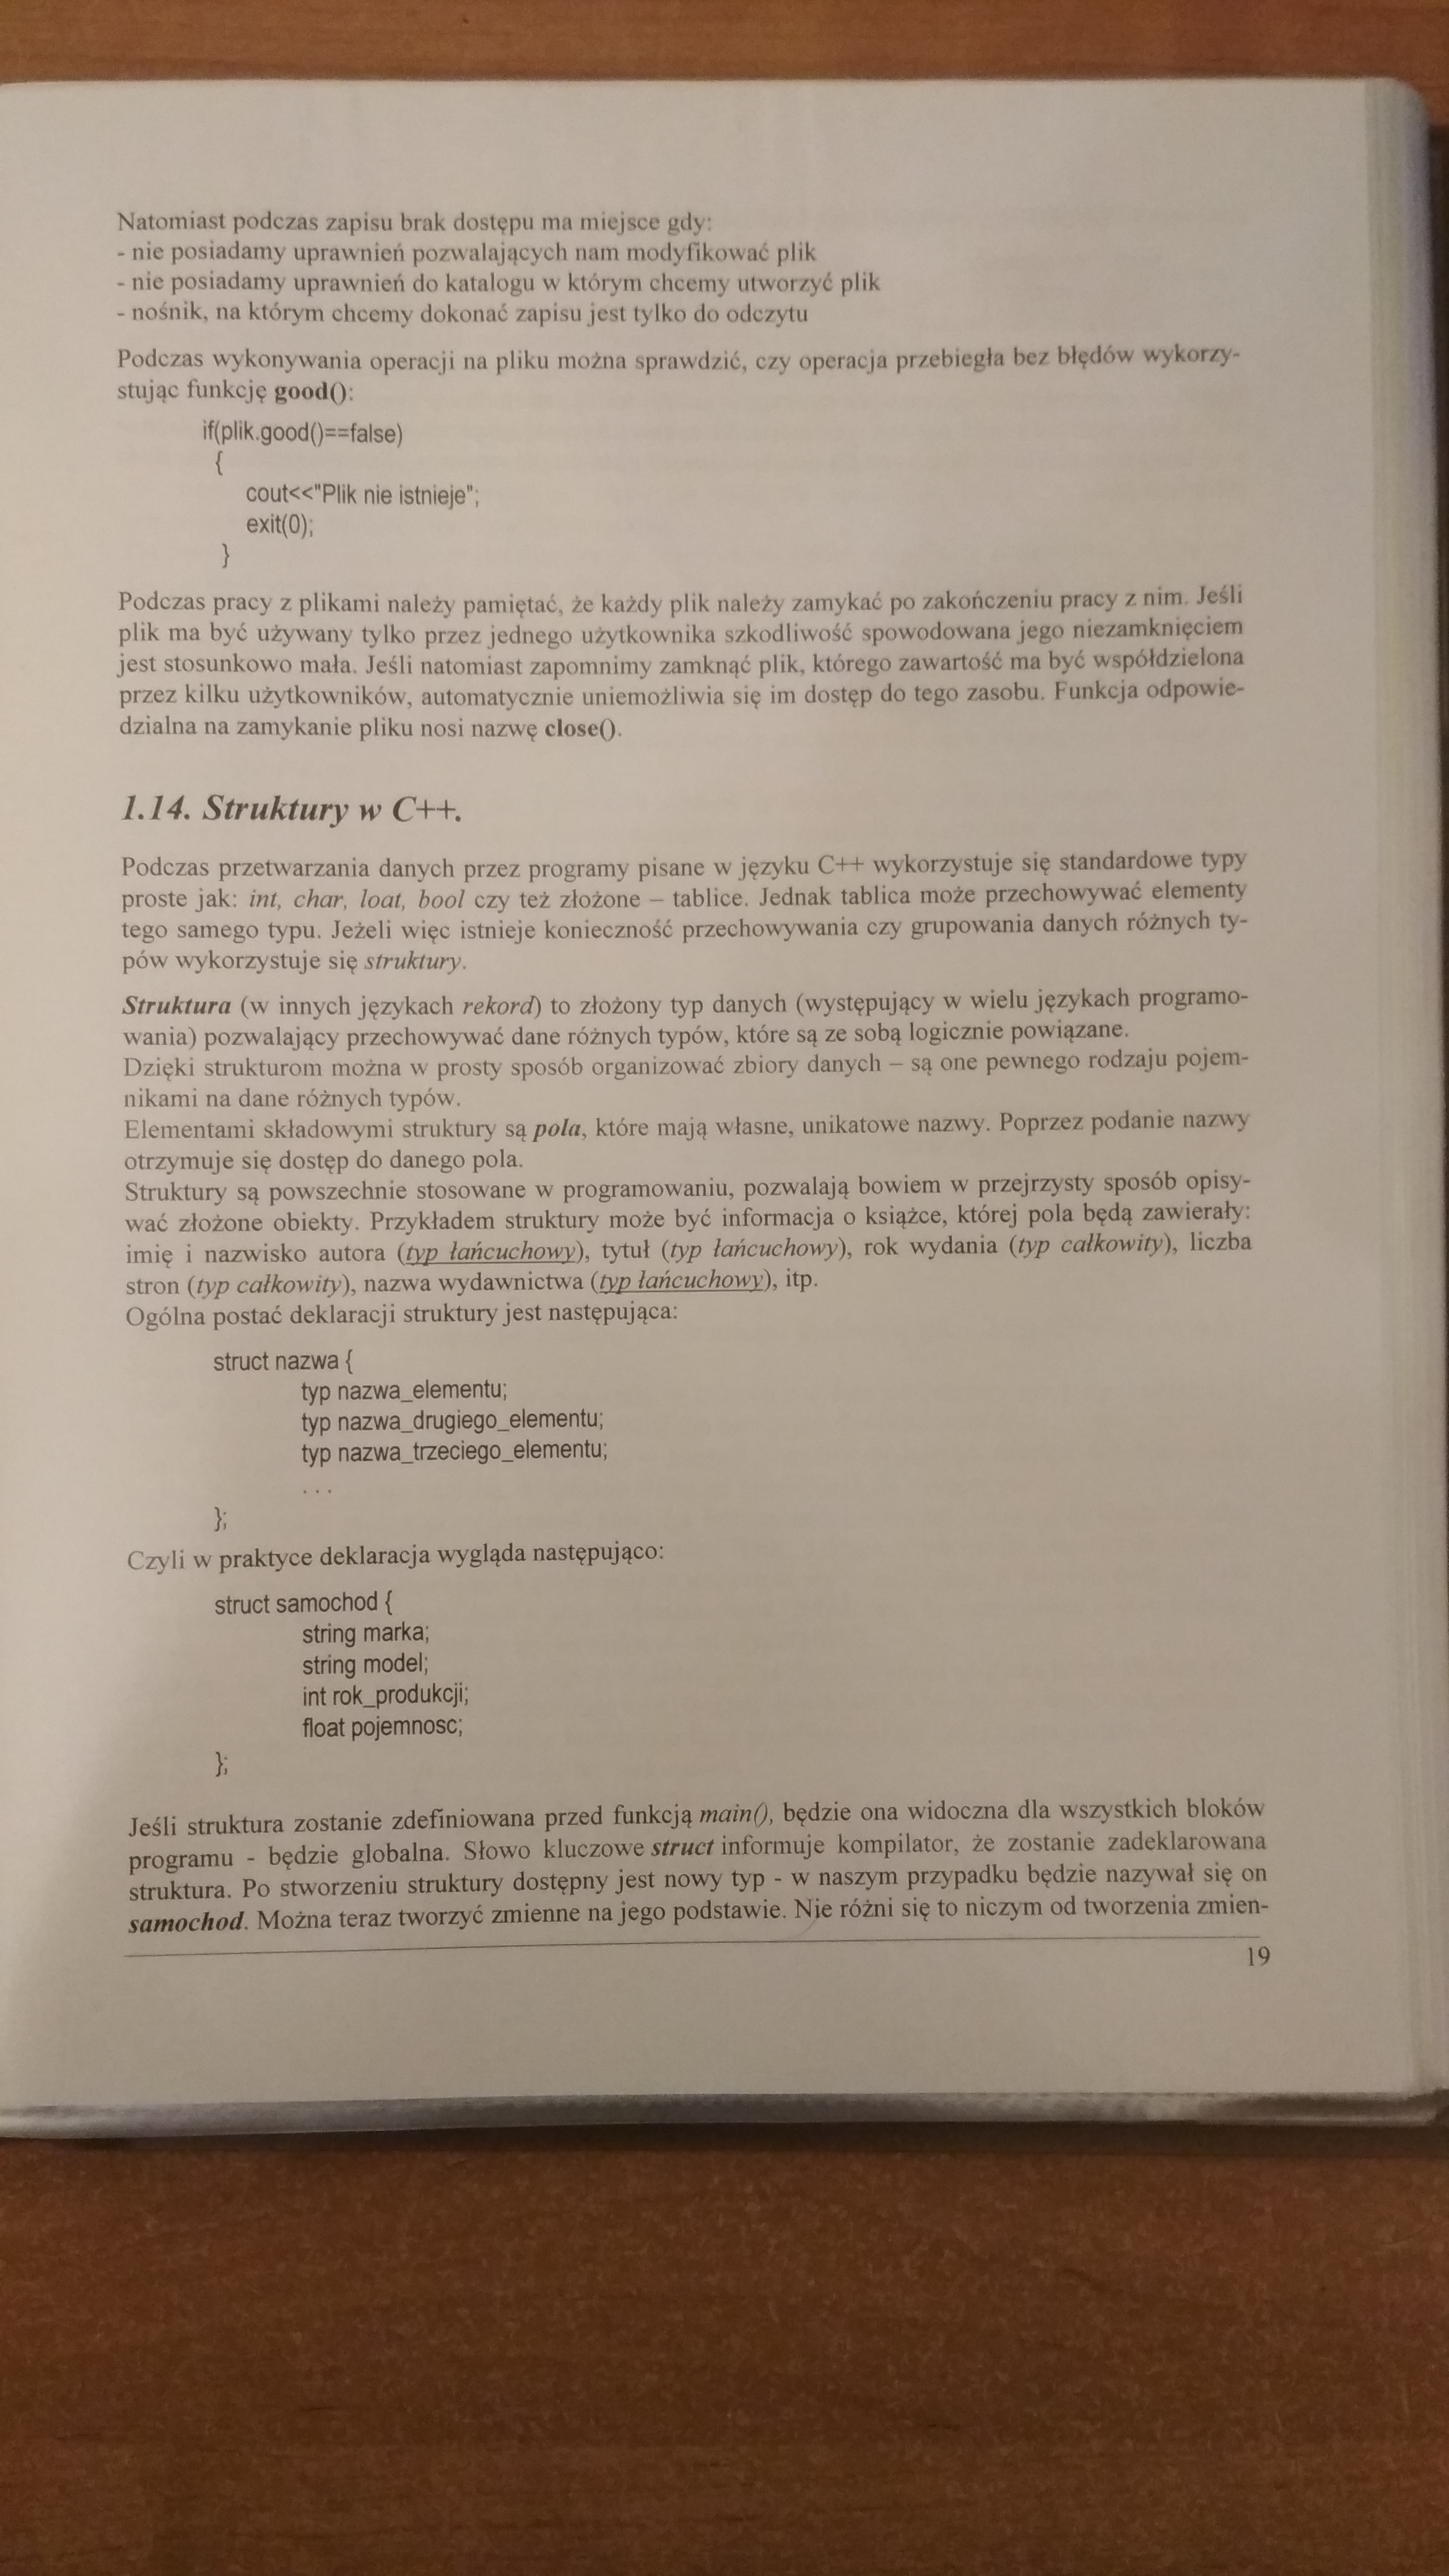 Natomiast podczas zapisu brak dostępu ma miejsce gdy:
- nie posiadamy uprawnień pozwalających nam modyfikować plik
- nie posiadamy uprawnień do katalogu w którym chcemy utworzyć plik
- nośnik, na którym chcemy dokonać zapisu jest tylko do odczytu
Podczas wykonywania operacji na pliku można sprawdzić, czy operacja przebiegła bez błędów wykorzy-
stując funkcję good():
if(plik.good()==false)
{
cout<<"Plik nie istnieje";
exit(0);
}
Podczas pracy z plikami należy pamiętać, że każdy plik należy zamykać po zakończeniu pracy z nim. Jeśli
plik ma być używany tylko przez jednego użytkownika szkodliwość spowodowana jego niezamknięciem
jest stosunkowo mała. Jeśli natomiast zapomnimy zamknąć plik, którego zawartość ma być współdzielona
przez kilku użytkowników, automatycznie uniemożliwia się im dostęp do tego zasobu. Funkcja odpowie-
dzialna na zamykanie pliku nosi nazwę close().
1.14. Struktury w C++.
Podczas przetwarzania danych przez programy pisane w języku C++ wykorzystuje się standardowe typy
proste jak: int, char, loat, bool czy też złożone – tablice. Jednak tablica może przechowywać elementy
tego samego typu. Jeżeli więc istnieje konieczność przechowywania czy grupowania danych różnych ty-
pów wykorzystuje się struktury.
Struktura (w innych językach rekord) to złożony typ danych (występujący w wielu językach programo-
wania) pozwalający przechowywać dane różnych typów, które są ze sobą logicznie powiązane.
Dzięki strukturom można w prosty sposób organizować zbiory danych – są one pewnego rodzaju pojem-
nikami na dane różnych typów.
Elementami składowymi struktury są pola, które mają własne, unikatowe nazwy. Poprzez podanie nazwy
otrzymuje się dostęp do danego pola.
Struktury są powszechnie stosowane w programowaniu, pozwalają bowiem w przejrzysty sposób opisy-
wać złożone obiekty. Przykładem struktury może być informacja o książce, której pola będą zawierały:
imię i nazwisko autora (typ łańcuchowy), tytuł (typ łańcuchowy), rok wydania (typ całkowity), liczba
stron (typ całkowity), nazwa wydawnictwa (typ łańcuchowy), itp.
Ogólna postać deklaracji struktury jest następująca:
struct nazwa {
typ nazwa_elementu;
typ nazwa_drugiego_elementu;
typ nazwa_trzeciego_elementu;
. . .
};
Czyli w praktyce deklaracja wygląda następująco:
struct samochod {
string marka;
string model;
int rok_produkcji;
float pojemnosc;
};
Jeśli struktura zostanie zdefiniowana przed funkcją main(), będzie ona widoczna dla wszystkich bloków
programu - będzie globalna. Słowo kluczowe struct informuje kompilator, że zostanie zadeklarowana
struktura. Po stworzeniu struktury dostępny jest nowy typ - w naszym przypadku będzie nazywał się on
samochod. Można teraz tworzyć zmienne na jego podstawie. Nie różni się to niczym od tworzenia zmien-
19